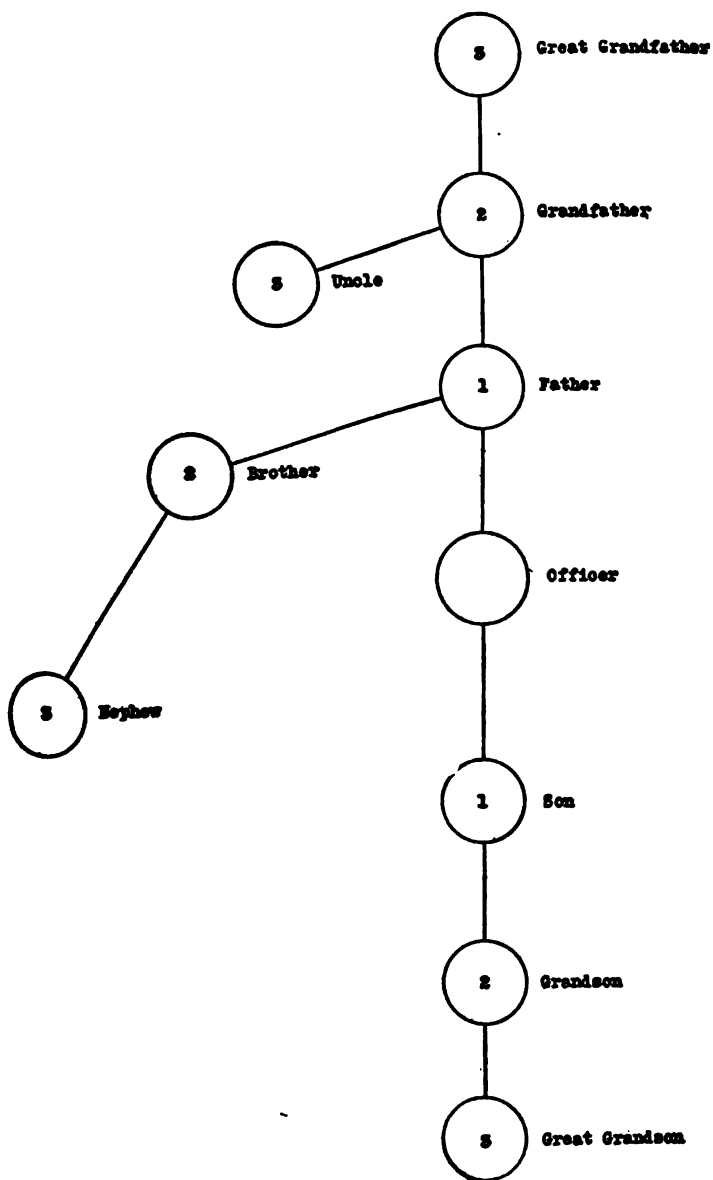 3 Great Grandfather
2 Grandfather
3 Uncle
1 Father
2 Brother
Officer
3 Nephew
1 Son
2 Grandson
3 Great Grandson